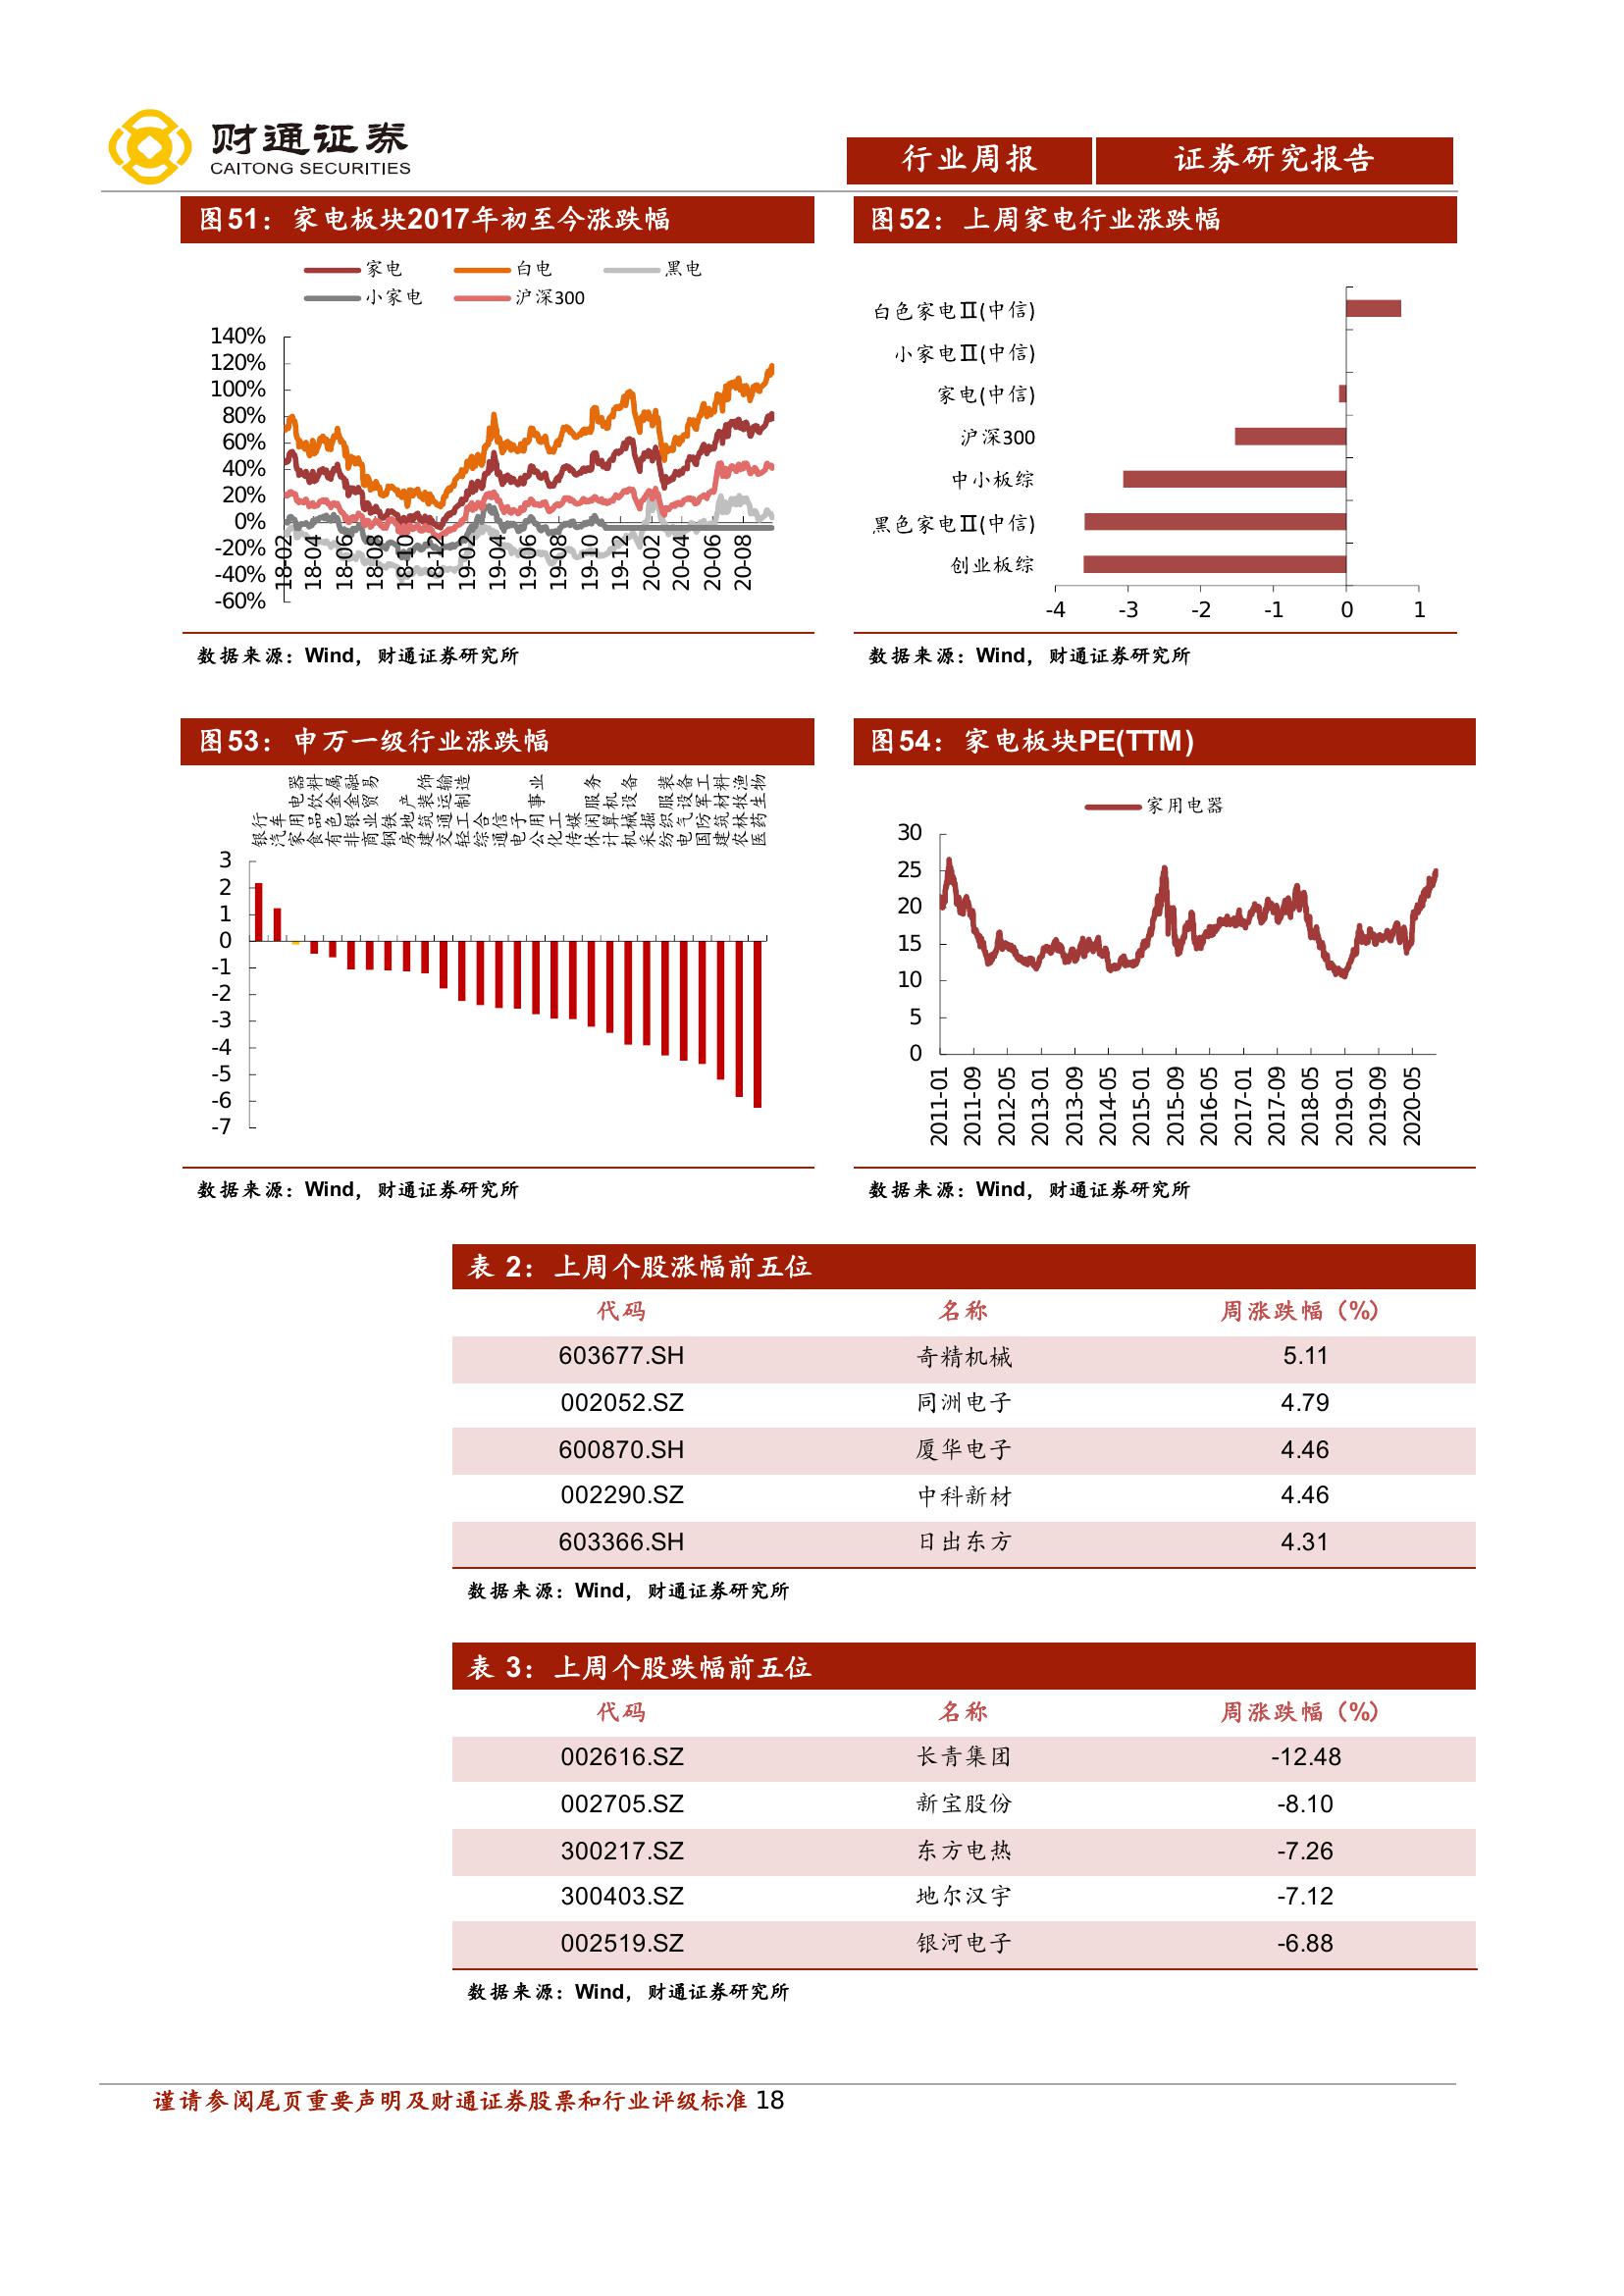 财通证券
CAITONG SECURITIES
行业周报 证券研究报告
图51：家电板块2017年初至今涨跌幅
家电 白电 黑电
小家电 沪深300
140%
120%
100%
80%
60%
40%
20%
0%
-20%
-40%
-60%
18-02 18-04 18-06 18-08 18-10 18-12 19-02 19-04 19-06 19-08 19-10 19-12 20-02 20-04 20-06 20-08
数据来源：Wind，财通证券研究所
图52：上周家电行业涨跌幅
白色家电Ⅱ(中信)
小家电Ⅱ(中信)
家电(中信)
沪深300
中小板综
黑色家电Ⅱ(中信)
创业板综
-4 -3 -2 -1 0 1
数据来源：Wind，财通证券研究所
图53：申万一级行业涨跌幅
银行 汽车 家用电器 食品饮料 有色金属 非银金融 商业贸易 钢铁 房地产 建筑装饰 交通运输 轻工制造 综合 通信 电子 公用事业 化工 传媒 休闲服务 计算机 机械设备 采掘 纺织服装 电气设备 国防军工 建筑材料 农林牧渔 医药生物
3
2
1
0
-1
-2
-3
-4
-5
-6
-7
数据来源：Wind，财通证券研究所
图54：家电板块PE(TTM)
家用电器
30
25
20
15
10
5
0
2011-01 2011-09 2012-05 2013-01 2013-09 2014-05 2015-01 2015-09 2016-05 2017-01 2017-09 2018-05 2019-01 2019-09 2020-05
数据来源：Wind，财通证券研究所
表 2：上周个股涨幅前五位
代码 名称 周涨跌幅（%）
603677.SH 奇精机械 5.11
002052.SZ 同洲电子 4.79
600870.SH 厦华电子 4.46
002290.SZ 中科新材 4.46
603366.SH 日出东方 4.31
数据来源：Wind，财通证券研究所
表 3：上周个股跌幅前五位
代码 名称 周涨跌幅（%）
002616.SZ 长青集团 -12.48
002705.SZ 新宝股份 -8.10
300217.SZ 东方电热 -7.26
300403.SZ 地尔汉宇 -7.12
002519.SZ 银河电子 -6.88
数据来源：Wind，财通证券研究所
谨请参阅尾页重要声明及财通证券股票和行业评级标准 18